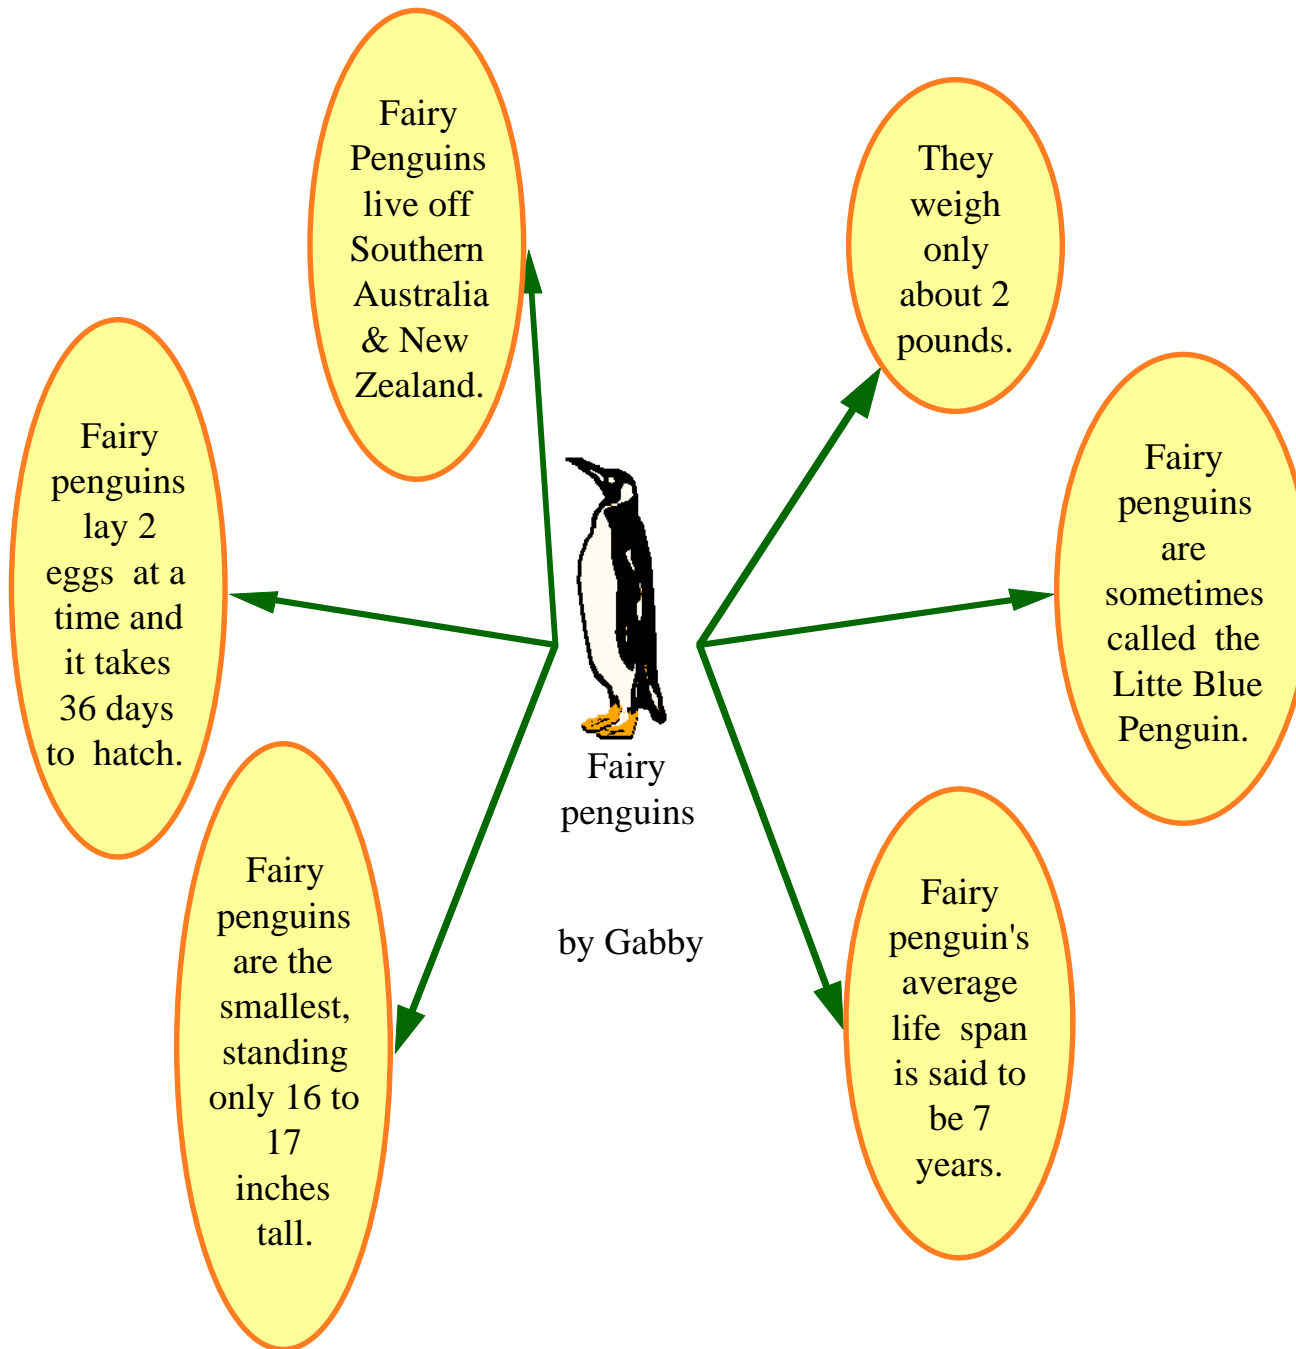 Fairy
Penguins
live off
Southern
Australia
& New
Zealand.
They
weigh
only
about 2
pounds.
Fairy
penguins
lay 2
eggs at a
time and
it takes
36 days
to hatch.
Fairy
penguins
are
sometimes
called the
Litte Blue
Penguin.
Fairy
penguins
by Gabby
Fairy
penguins
are the
smallest,
standing
only 16 to
17
inches
tall.
Fairy
penguin's
average
life span
is said to
be 7
years.